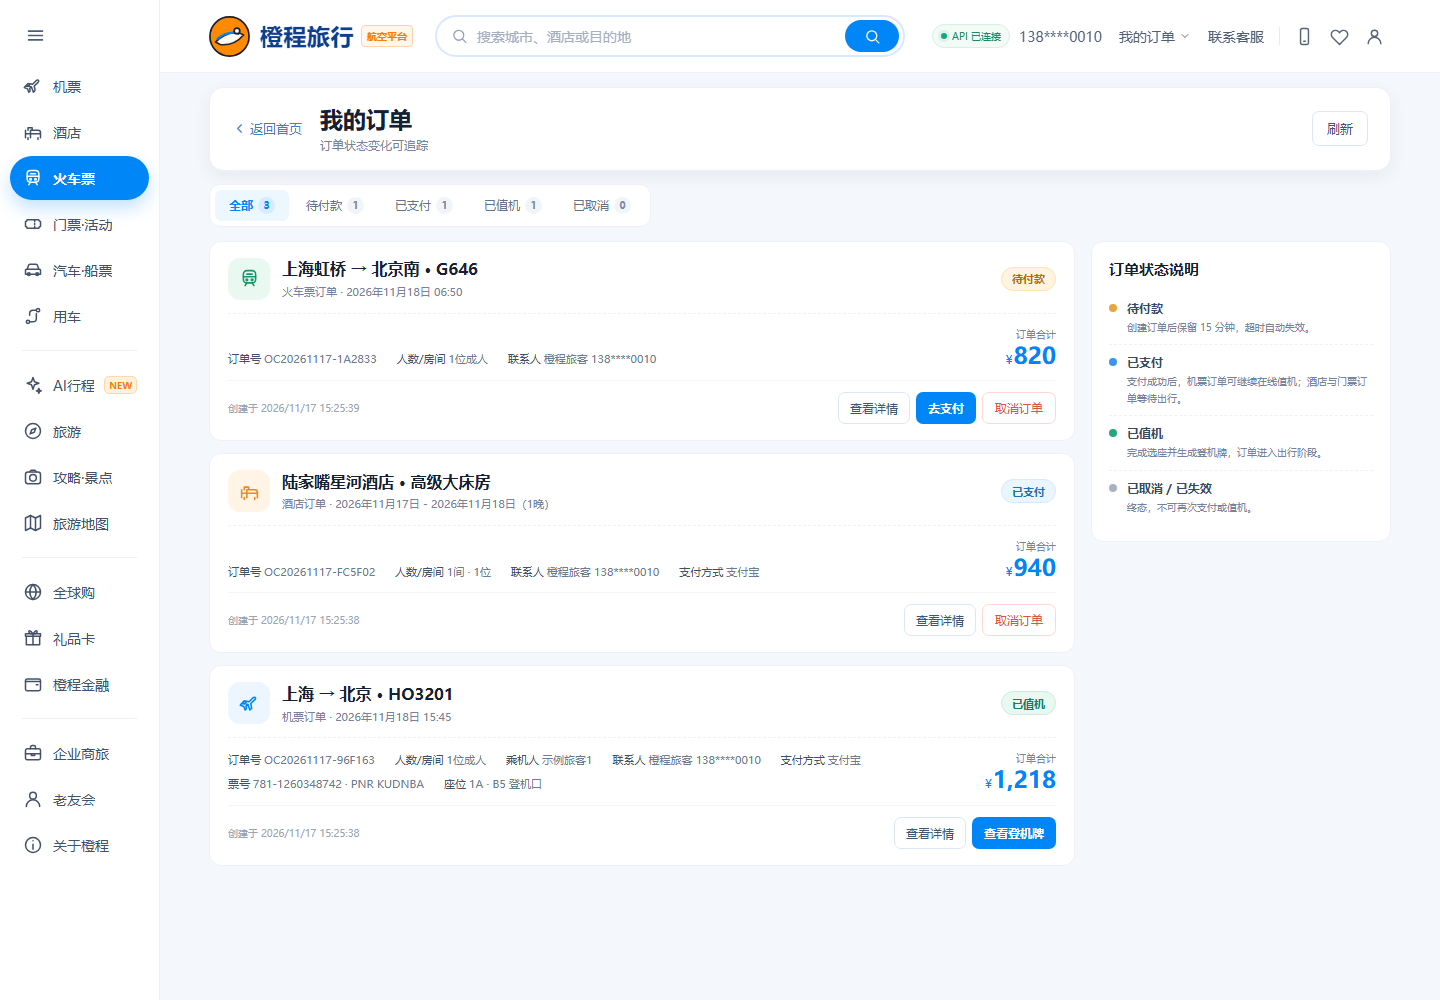 橙程旅行 航空平台
搜索城市、酒店或目的地
API 已连接 138****0010 我的订单 联系客服
机票
酒店
火车票
门票·活动
汽车·船票
用车
AI行程 NEW
旅游
攻略·景点
旅游地图
全球购
礼品卡
橙程金融
企业商旅
老友会
关于橙程
返回首页
我的订单
订单状态变化可追踪
刷新
全部 3 待付款 1 已支付 1 已值机 1 已取消 0
上海虹桥 → 北京南 • G646
火车票订单 · 2026年11月18日 06:50
待付款
订单号 OC20261117-1A2833 人数/房间 1位成人 联系人 橙程旅客 138****0010
订单合计
¥820
创建于 2026/11/17 15:25:39
查看详情 去支付 取消订单
陆家嘴星河酒店 • 高级大床房
酒店订单 · 2026年11月17日 - 2026年11月18日（1晚）
已支付
订单号 OC20261117-FC5F02 人数/房间 1间 · 1位 联系人 橙程旅客 138****0010 支付方式 支付宝
订单合计
¥940
创建于 2026/11/17 15:25:38
查看详情 取消订单
上海 → 北京 • HO3201
机票订单 · 2026年11月18日 15:45
已值机
订单号 OC20261117-96F163 人数/房间 1位成人 乘机人 示例旅客1 联系人 橙程旅客 138****0010 支付方式 支付宝
票号 781-1260348742 · PNR KUDNBA 座位 1A · B5 登机口
订单合计
¥1,218
创建于 2026/11/17 15:25:38
查看详情 查看登机牌
订单状态说明
待付款
创建订单后保留 15 分钟，超时自动失效。
已支付
支付成功后，机票订单可继续在线值机；酒店与门票订
单等待出行。
已值机
完成选座并生成登机牌，订单进入出行阶段。
已取消 / 已失效
终态，不可再次支付或值机。